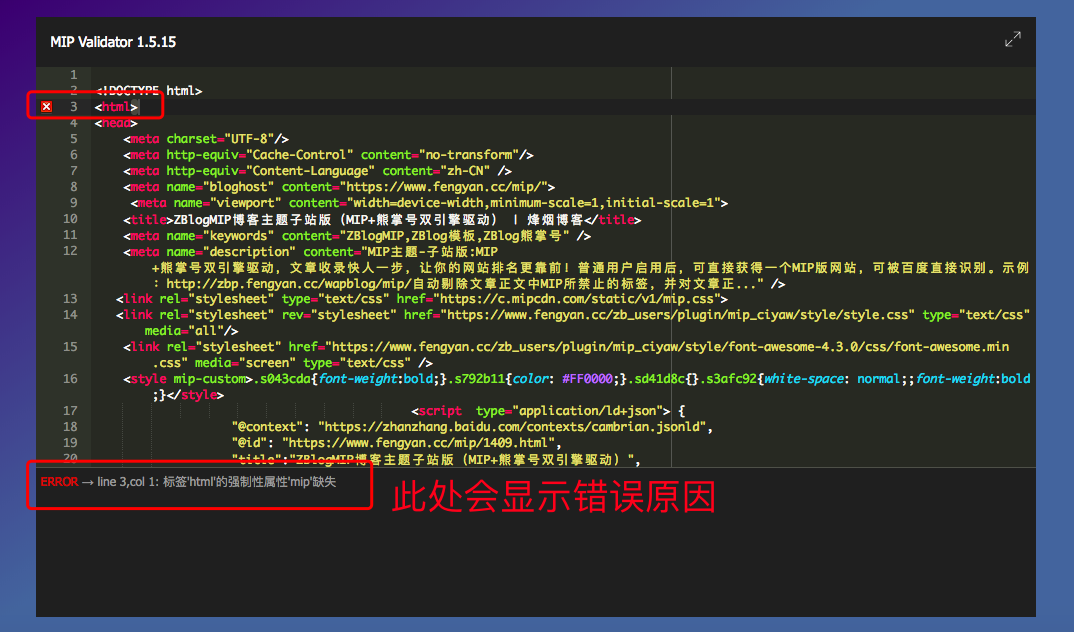 MIP Validator 1.5.15
1
2 <!DOCTYPE html>
3 <html>
4 <head>
5 <meta charset="UTF-8"/>
6 <meta http-equiv="Cache-Control" content="no-transform"/>
7 <meta http-equiv="Content-Language" content="zh-CN" />
8 <meta name="bloghost" content="https://www.fengyan.cc/mip/">
9 <meta name="viewport" content="width=device-width,minimum-scale=1,initial-scale=1">
10 <title>ZBlogMIP博客主题子站版（MIP+熊掌号双引擎驱动） | 烽烟博客</title>
11 <meta name="keywords" content="ZBlogMIP,ZBlog模板,ZBlog熊掌号" />
12 <meta name="description" content="MIP主题-子站版:MIP
+熊掌号双引擎驱动，文章收录快人一步，让你的网站排名更靠前！普通用户启用后，可直接获得一个MIP版网站，可被百度直接识别。示例
：http://zbp.fengyan.cc/wapblog/mip/自动剔除文章正文中MIP所禁止的标签，并对文章正..." />
13 <link rel="stylesheet" type="text/css" href="https://c.mipcdn.com/static/v1/mip.css">
14 <link rel="stylesheet" rev="stylesheet" href="https://www.fengyan.cc/zb_users/plugin/mip_ciyaw/style/style.css" type="text/css"
media="all"/>
15 <link rel="stylesheet" href="https://www.fengyan.cc/zb_users/plugin/mip_ciyaw/style/font-awesome-4.3.0/css/font-awesome.min
.css" media="screen" type="text/css" />
16 <style mip-custom>.s043cda{font-weight:bold;}.s792b11{color: #FF0000;}.sd41d8c{}.s3afc92{white-space: normal;;font-weight:bold
;}</style>
17 <script type="application/ld+json"> {
18 "@context": "https://zhanzhang.baidu.com/contexts/cambrian.jsonld",
19 "@id": "https://www.fengyan.cc/mip/1409.html",
20 "title":"ZBlogMIP博客主题子站版（MIP+熊掌号双引擎驱动）",
ERROR → line 3,col 1: 标签'html'的强制性属性'mip'缺失
此处会显示错误原因